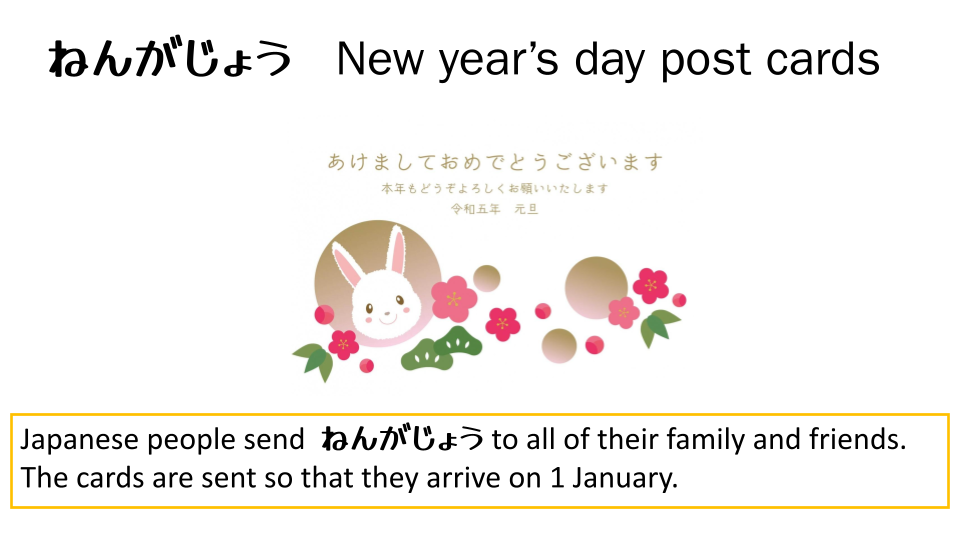 ねんがじょう New year’s day post cards
あけましておめでとうございます
本年もどうぞよろしくお願いいたします
令和五年 元旦
Japanese people send ねんがじょう to all of their family and friends.
The cards are sent so that they arrive on 1 January.